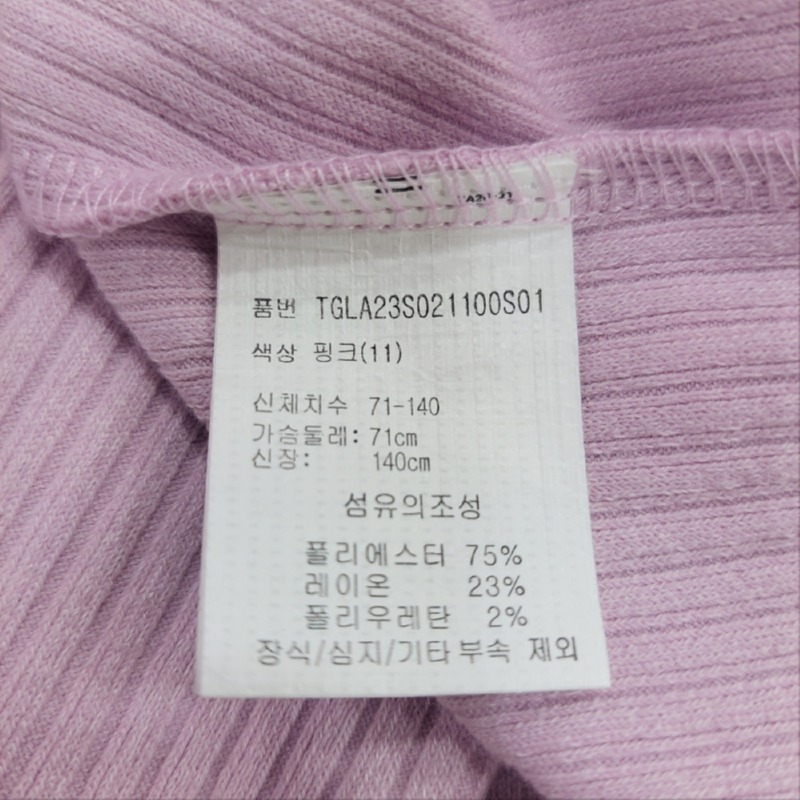 품번 TGLA23S021100S01
색상 핑크(11)
신체치수 71-140
가슴둘레: 71cm
신장: 140cm
섬유의조성
폴리에스터 75%
레이온 23%
폴리우레탄 2%
장식/심지/기타부속 제외